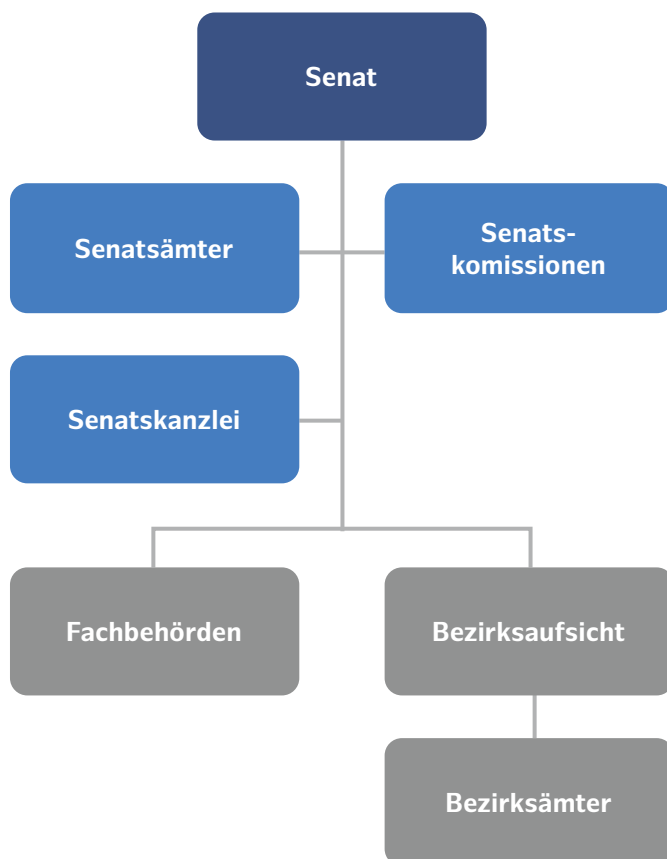 Senat
Senatsämter
Senats-
komissionen
Senatskanzlei
Fachbehörden
Bezirksaufsicht
Bezirksämter